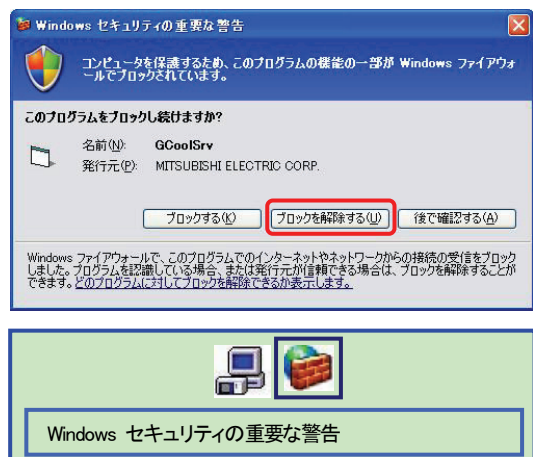 Windows セキュリティの重要な警告
コンピュータを保護するため、このプログラムの機能の一部が Windows ファイアウォ
ールでブロックされています。
このプログラムをブロックし続けますか?
名前(N): GCoolSrv
発行元(P): MITSUBISHI ELECTRIC CORP.
ブロックする(K) ブロックを解除する(U) 後で確認する(A)
Windows ファイアウォールで、このプログラムでのインターネットやネットワークからの接続の受信をブロック
しました。プログラムを認識している場合、または発行元が信頼できる場合は、ブロックを解除することが
できます。どのプログラムに対してブロックを解除できるか表示します。
Windows セキュリティの重要な警告